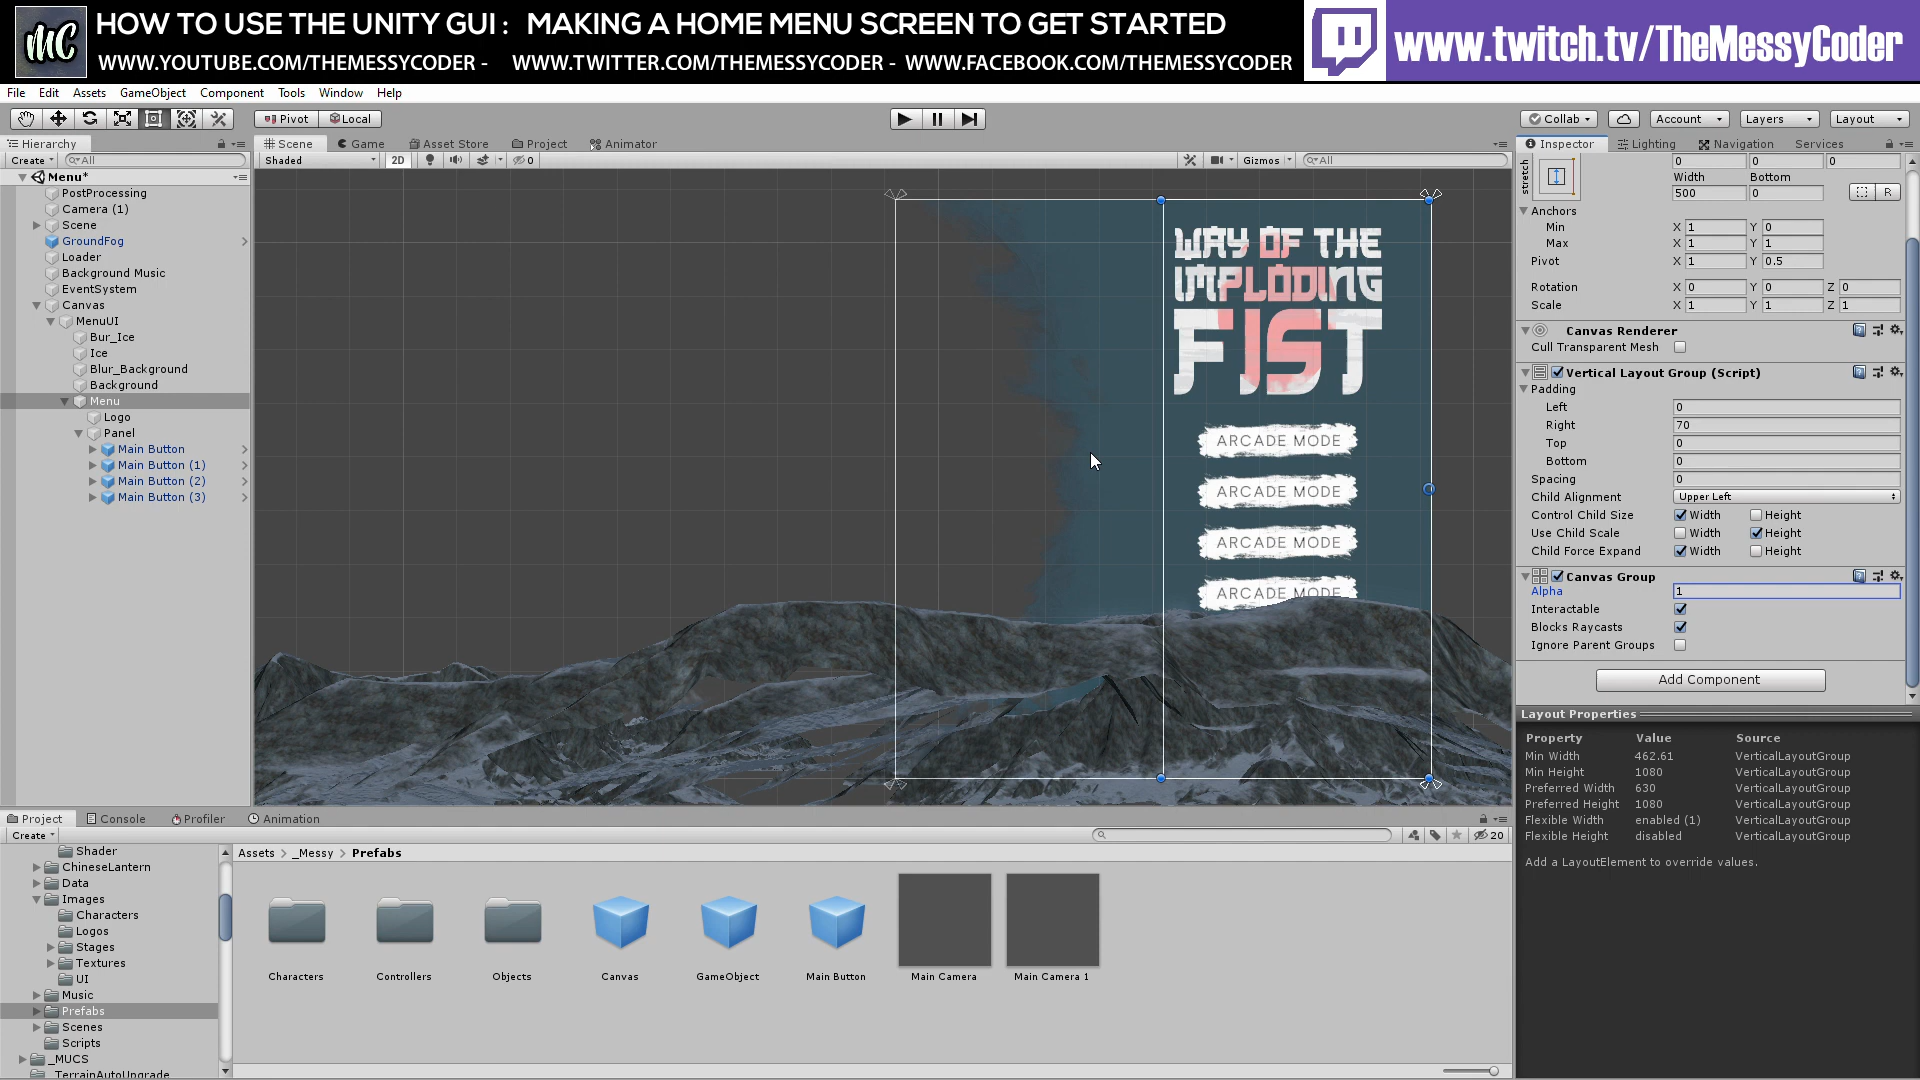 MC
HOW TO USE THE UNITY GUI : MAKING A HOME MENU SCREEN TO GET STARTED
WWW.YOUTUBE.COM/THEMESSYCODER - WWW.TWITTER.COM/THEMESSYCODER - WWW.FACEBOOK.COM/THEMESSYCODER
www.twitch.tv/TheMessyCoder
File Edit Assets GameObject Component Tools Window Help
Pivot Local
Collab Account Layers Layout
Hierarchy
Create All
Menu*
PostProcessing
Camera (1)
Scene
GroundFog
Loader
Background Music
EventSystem
Canvas
MenuUI
Bur_Ice
Ice
Blur_Background
Background
Menu
Logo
Panel
Main Button
Main Button (1)
Main Button (2)
Main Button (3)
Scene Game Asset Store Project Animator
Shaded 2D 0 Gizmos All
WAY OF THE
IMPLODING
FIST
ARCADE MODE
ARCADE MODE
ARCADE MODE
ARCADE MODE
Inspector Lighting Navigation Services
stretch
0 0 0
Width Bottom
500 0 R
Anchors
Min X 1 Y 0
Max X 1 Y 1
Pivot X 1 Y 0.5
Rotation X 0 Y 0 Z 0
Scale X 1 Y 1 Z 1
Canvas Renderer
Cull Transparent Mesh
Vertical Layout Group (Script)
Padding
Left 0
Right 70
Top 0
Bottom 0
Spacing 0
Child Alignment Upper Left
Control Child Size Width Height
Use Child Scale Width Height
Child Force Expand Width Height
Canvas Group
Alpha 1
Interactable
Blocks Raycasts
Ignore Parent Groups
Add Component
Layout Properties
Property Value Source
Min Width 462.61 VerticalLayoutGroup
Min Height 1080 VerticalLayoutGroup
Preferred Width 630 VerticalLayoutGroup
Preferred Height 1080 VerticalLayoutGroup
Flexible Width enabled (1) VerticalLayoutGroup
Flexible Height disabled VerticalLayoutGroup
Add a LayoutElement to override values.
Project Console Profiler Animation
Create 20
Shader
ChineseLantern
Data
Images
Characters
Logos
Stages
Textures
UI
Music
Prefabs
Scenes
Scripts
_MUCS
TerrainAutoUpgrade
Assets > _Messy > Prefabs
Characters Controllers Objects Canvas GameObject Main Button Main Camera Main Camera 1